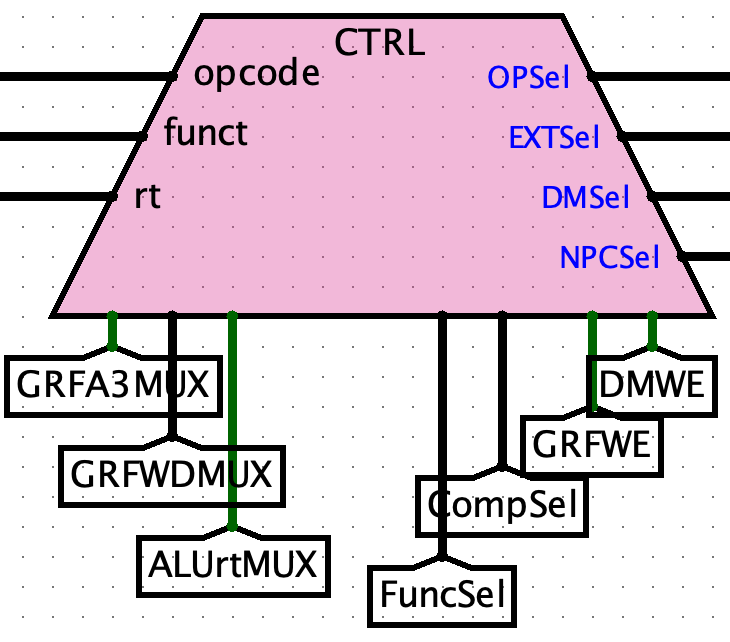 CTRL
opcode
OPSel
funct
EXTSel
rt
DMSel
NPCSel
GRFA3MUX
DMWE
GRFWE
GRFWDMUX
CompSel
ALUrtMUX
FuncSel